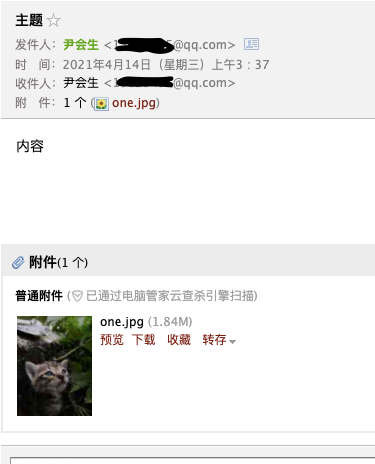 主题
发件人：尹会生 <1@qq.com>
时 间：2021年4月14日（星期三）上午3：37
收件人：尹会生 <@qq.com>
附 件：1 个 (one.jpg)
内容
附件(1 个)
普通附件 (已通过电脑管家云查杀引擎扫描)
one.jpg (1.84M)
预览 下载 收藏 转存